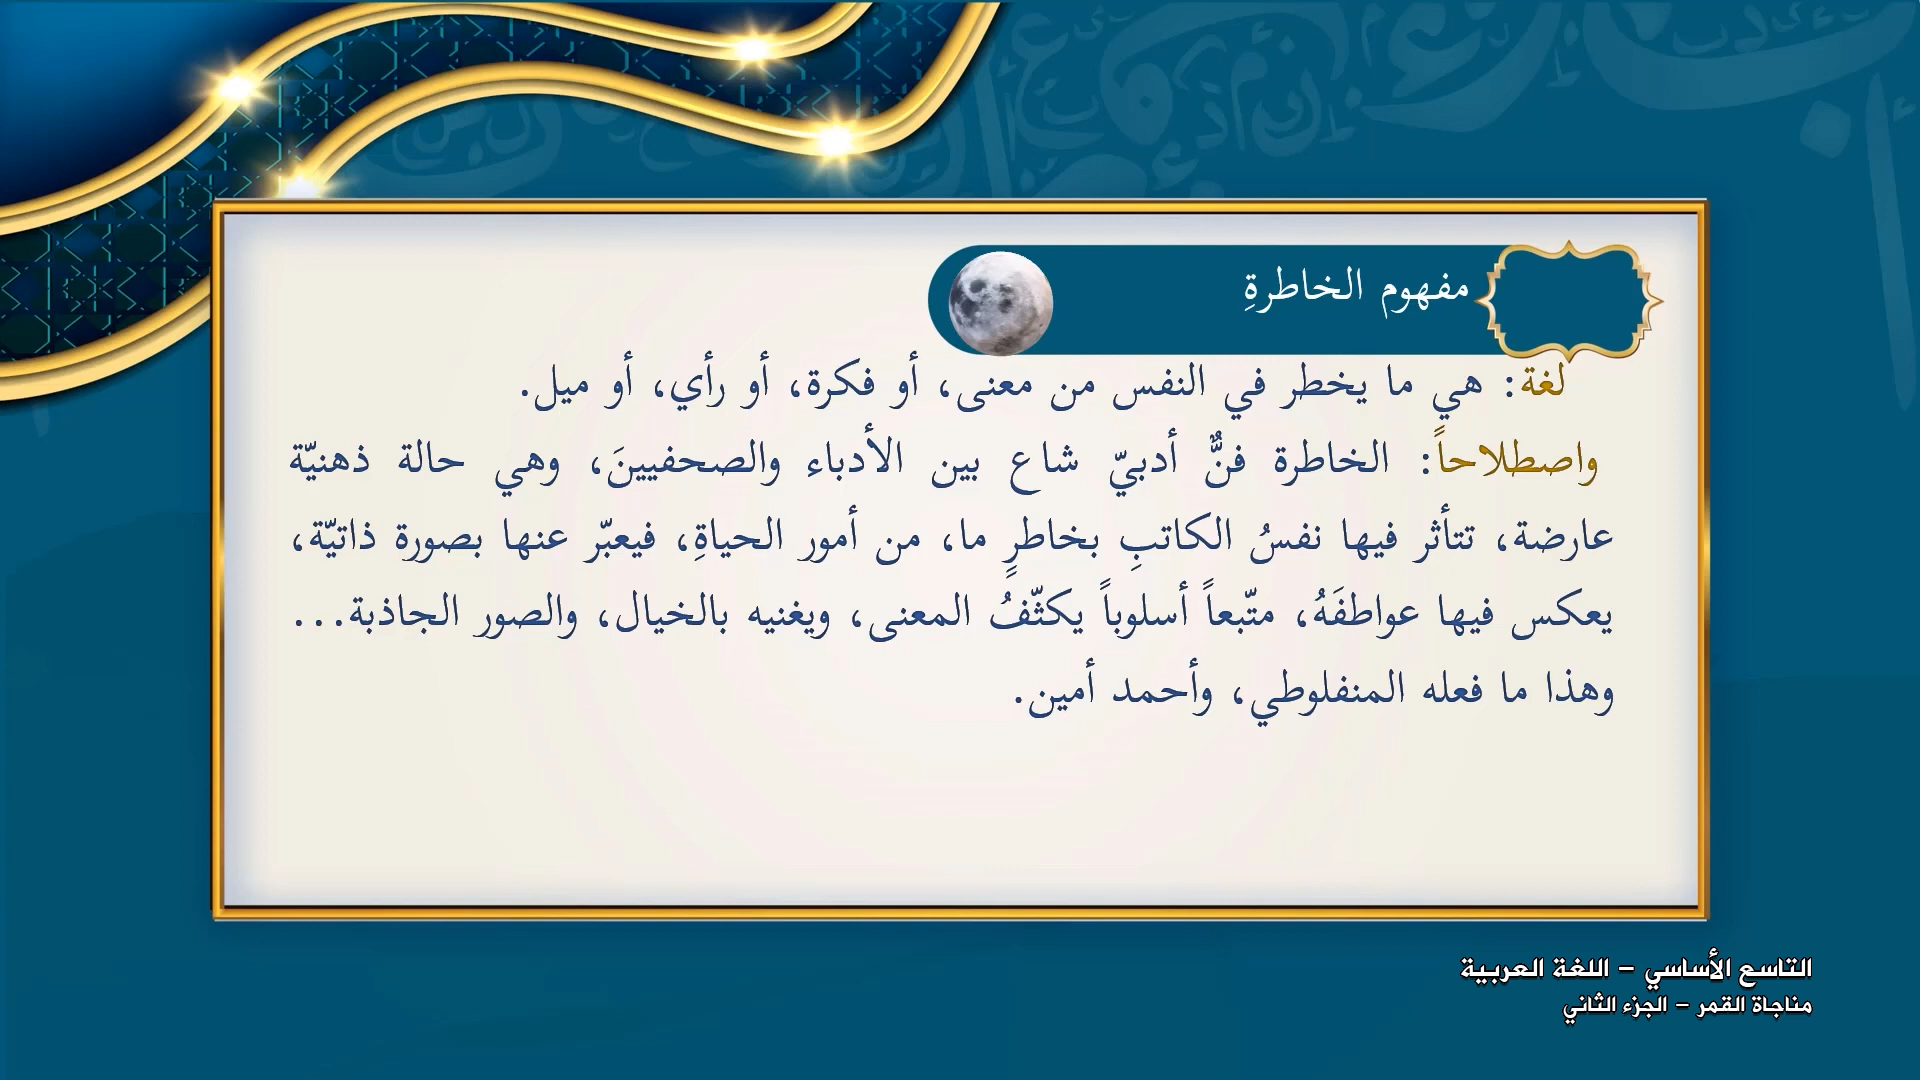 مفهوم الخاطرةِ
لغة: هي ما يخطر في النفس من معنى، أو فكرة، أو رأي، أو ميل.
واصطلاحاً: الخاطرة فنٌّ أدبيّ شاع بين الأدباءِ والصحفيينَ، وهي حالة ذهنيّة
عارضة، تتأثر فيها نفسُ الكاتبِ بخاطرٍ ما، من أمور الحياةِ، فيعبّر عنها بصورة ذاتيّة،
يعكس فيها عواطفَهُ، متّبعاً أسلوباً يكثّفُ المعنى، ويغنيه بالخيال، والصور الجاذبة...
وهذا ما فعله المنفلوطي، وأحمد أمين.
التاسع الأساسي – اللغة العربية
مناجاة القمر – الجزء الثاني